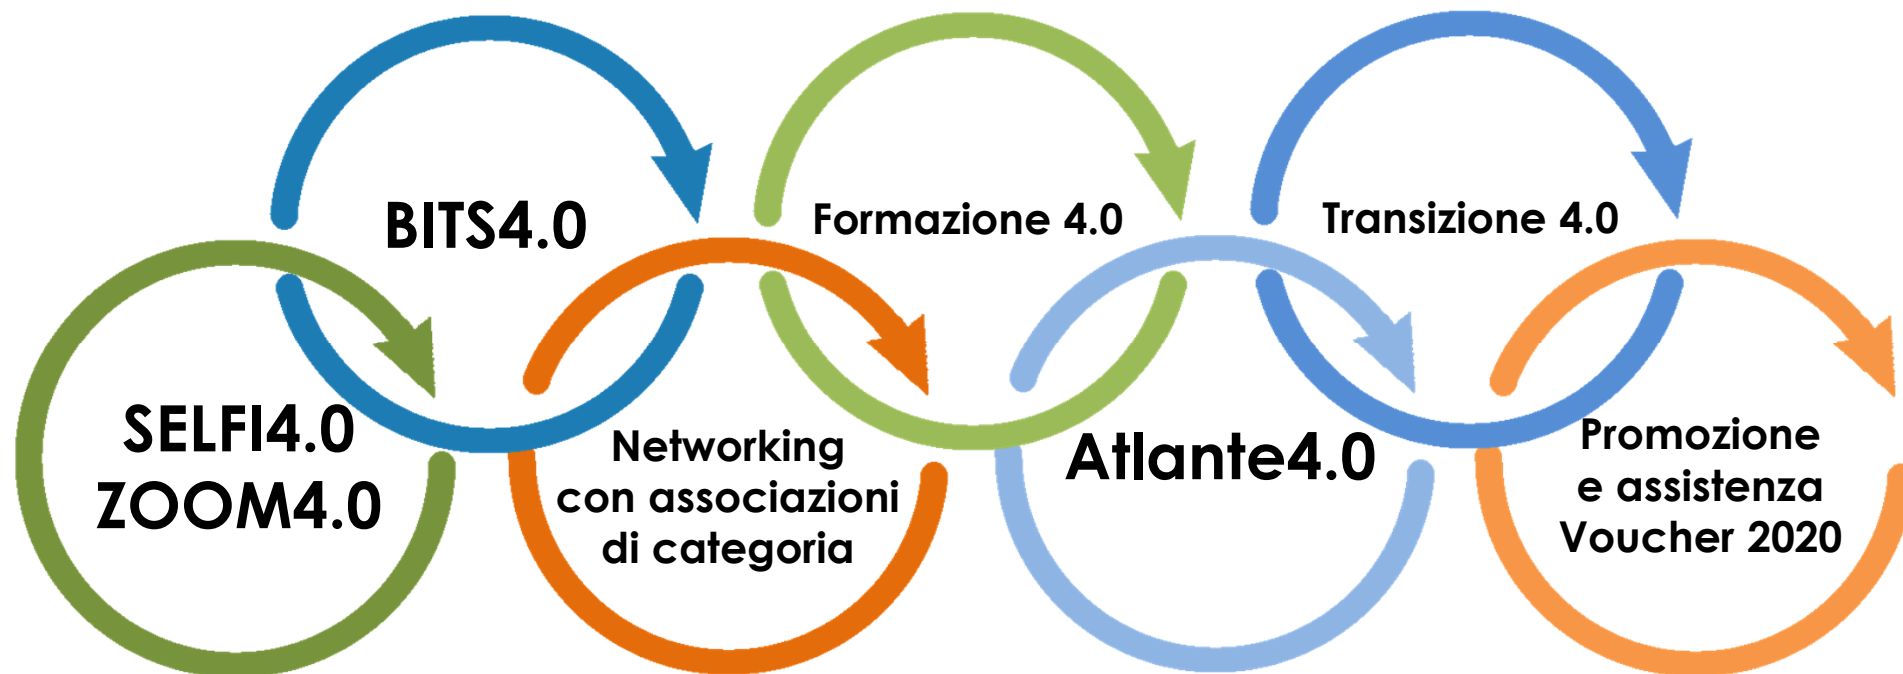 SELFI4.0
ZOOM4.0
BITS4.0
Networking
con associazioni
di categoria
Formazione 4.0
Atlante4.0
Transizione 4.0
Promozione
e assistenza
Voucher 2020